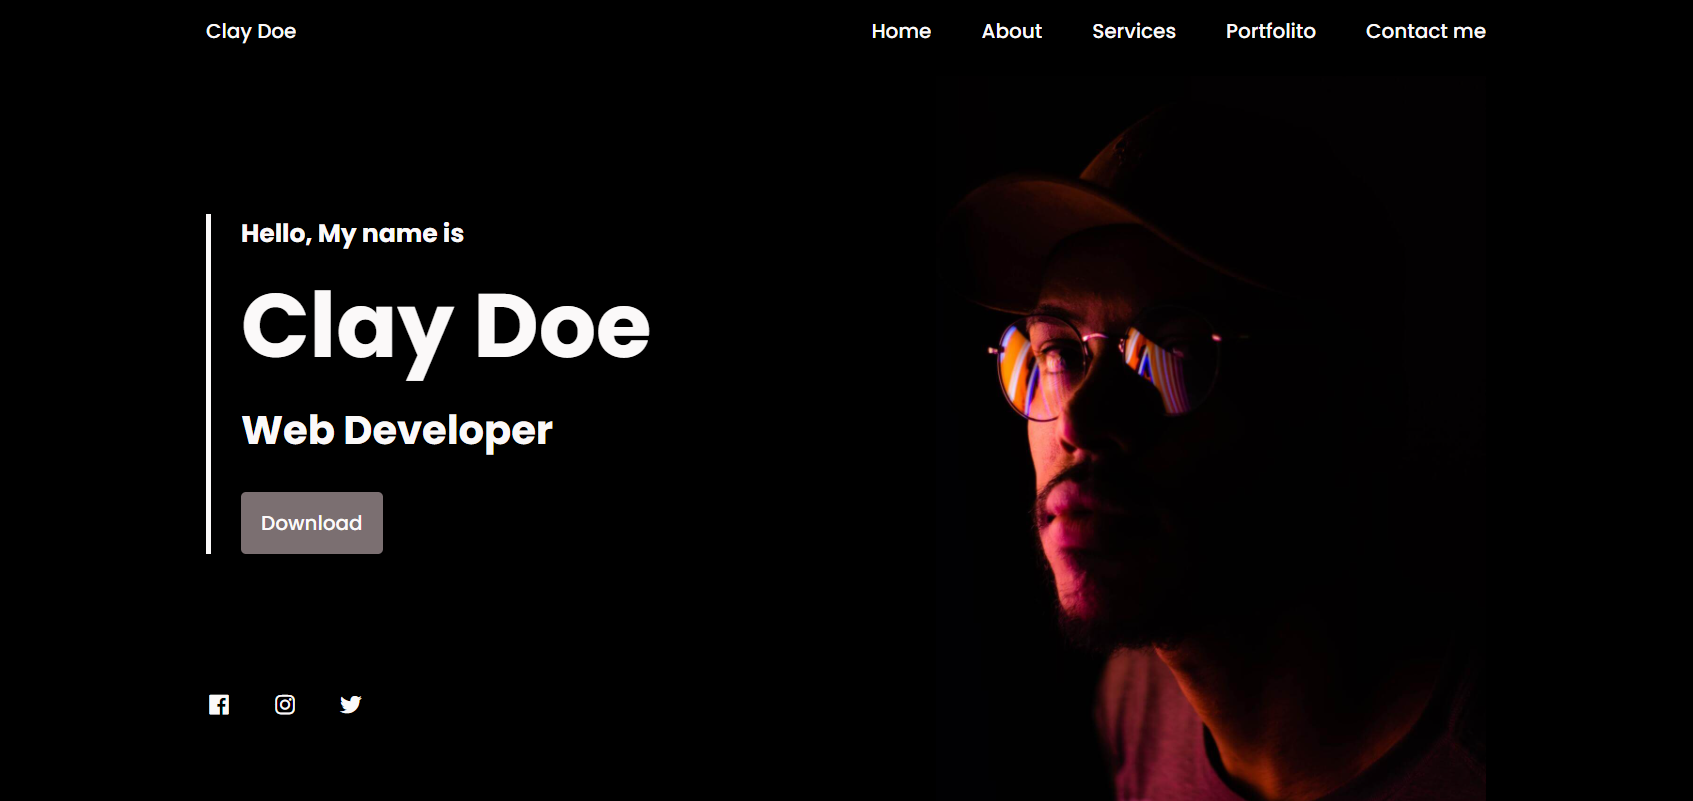 Clay Doe
Home About Services Portfolito Contact me
Hello, My name is
Clay Doe
Web Developer
Download